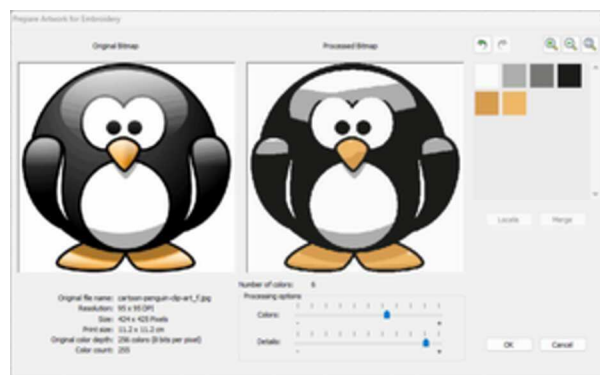 Prepare Artwork for Embroidery
Original Bitmap
Processed Bitmap
Locate
Merge
Number of colors: 6
Processing options
Colors:
- +
Details:
- +
Original file name: cartoon-penguin-clip-art_f.jpg
Resolution: 95 x 95 DPI
Size: 424 x 425 Pixels
Print size: 11.2 x 11.2 cm
Original color depth: 256 colors (8 bits per pixel)
Color count: 255
OK
Cancel